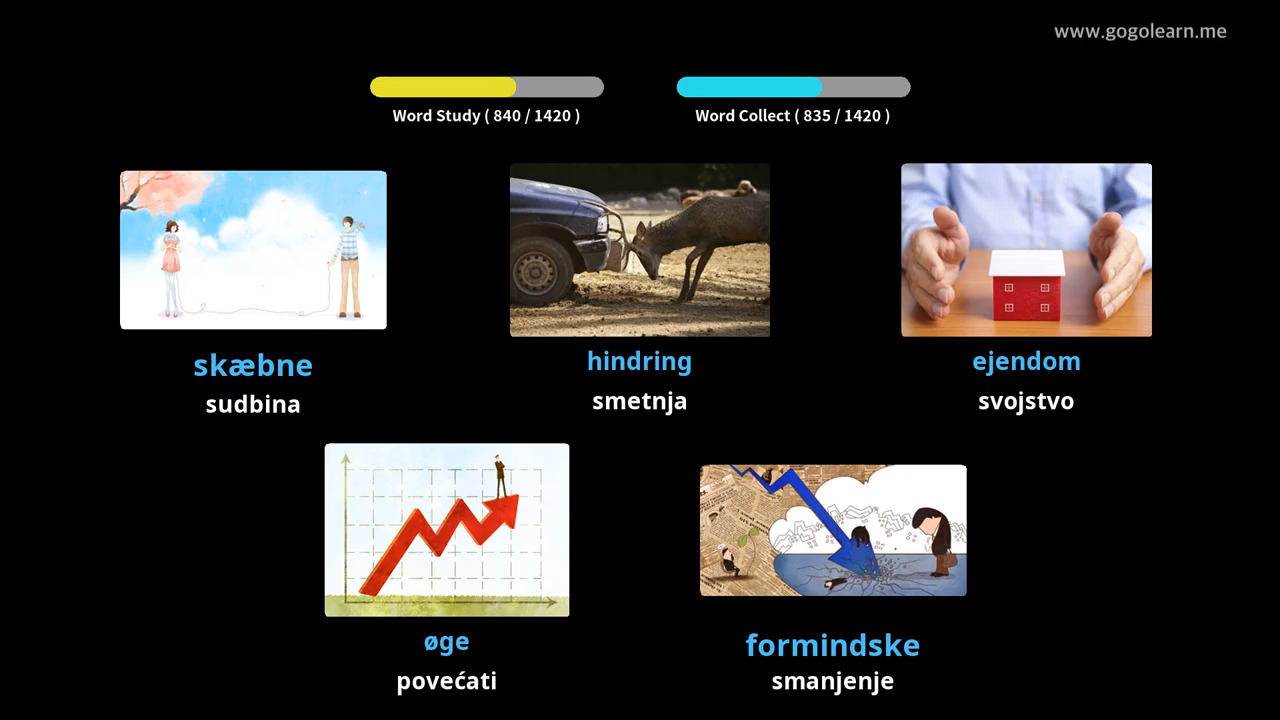 www.gogolearn.me
Word Study ( 840 / 1420 )
Word Collect ( 835 / 1420 )
skæbne
sudbina
hindring
smetnja
ejendom
svojstvo
øge
povećati
formindske
smanjenje